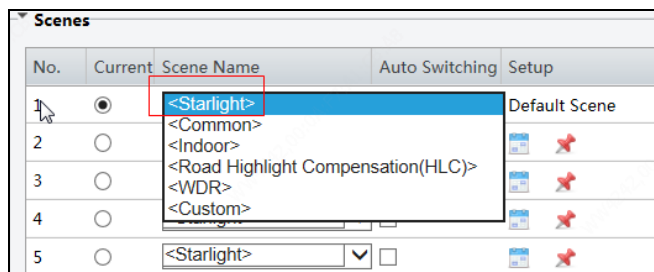 Scenes
No. Current Scene Name Auto Switching Setup
1 <Starlight> Default Scene
<Common>
2
<Indoor>
<Road Highlight Compensation(HLC)>
3
<WDR>
<Custom>
4
5 <Starlight>